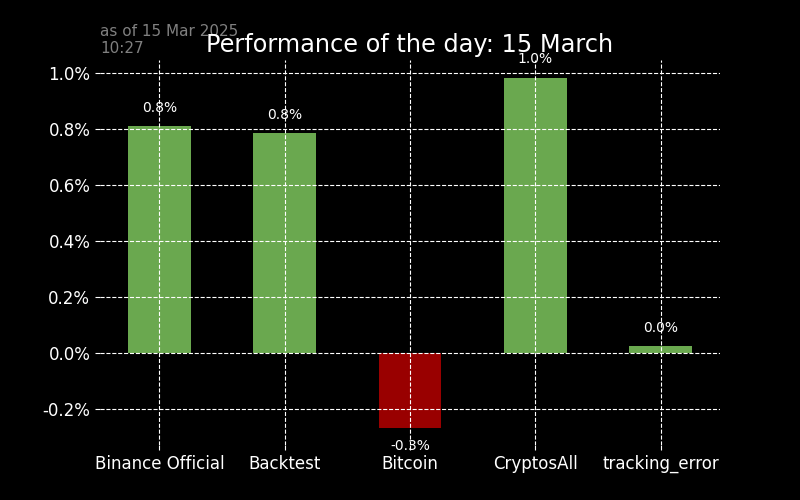 as of 15 Mar 2025
10:27
Performance of the day: 15 March
1.0%
0.8%
0.6%
0.4%
0.2%
0.0%
-0.2%
0.8%
0.8%
-0.3%
1.0%
0.0%
Binance Official
Backtest
Bitcoin
CryptosAll
tracking_error